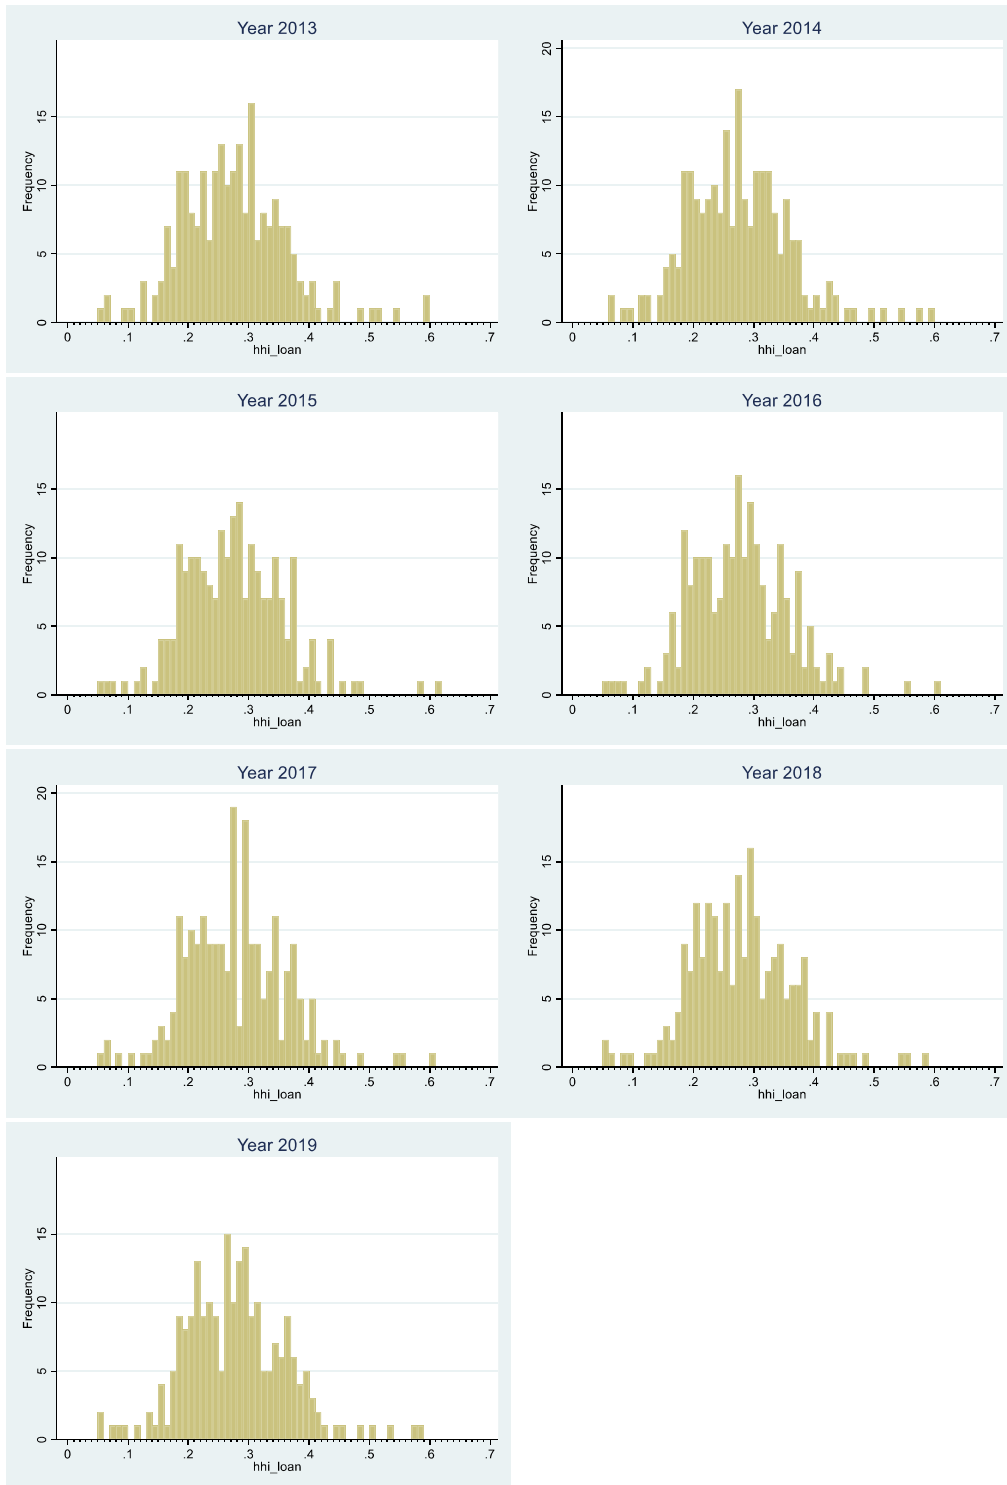 Year 2013
Frequency
0 5 10 15
0 .1 .2 .3 .4 .5 .6 .7
hhi_loan
Year 2014
Frequency
0 5 10 15 20
0 .1 .2 .3 .4 .5 .6 .7
hhi_loan
Year 2015
Frequency
0 5 10 15
0 .1 .2 .3 .4 .5 .6 .7
hhi_loan
Year 2016
Frequency
0 5 10 15
0 .1 .2 .3 .4 .5 .6 .7
hhi_loan
Year 2017
Frequency
0 5 10 15 20
0 .1 .2 .3 .4 .5 .6 .7
hhi_loan
Year 2018
Frequency
0 5 10 15
0 .1 .2 .3 .4 .5 .6 .7
hhi_loan
Year 2019
Frequency
0 5 10 15
0 .1 .2 .3 .4 .5 .6 .7
hhi_loan